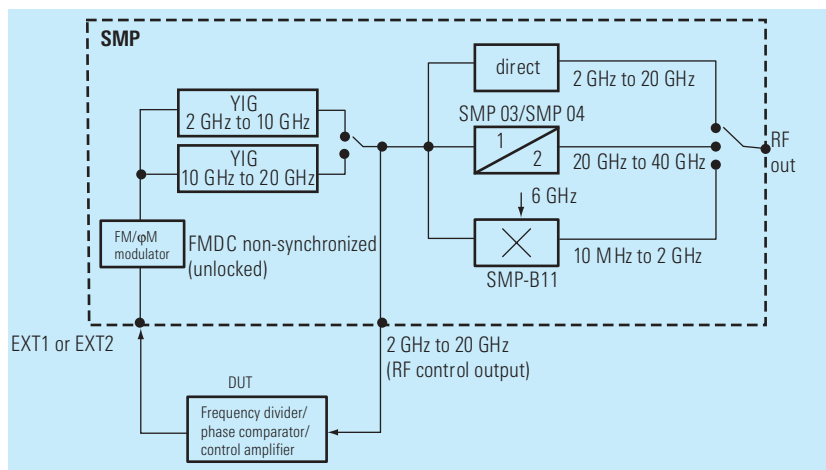 SMP
YIG
2 GHz to 10 GHz
YIG
10 GHz to 20 GHz
FM/φM
modulator
FMDC non-synchronized
(unlocked)
direct
2 GHz to 20 GHz
SMP 03/SMP 04
1
2
20 GHz to 40 GHz
6 GHz
SMP-B11
10 MHz to 2 GHz
RF
out
EXT1 or EXT2
2 GHz to 20 GHz
(RF control output)
DUT
Frequency divider/
phase comparator/
control amplifier